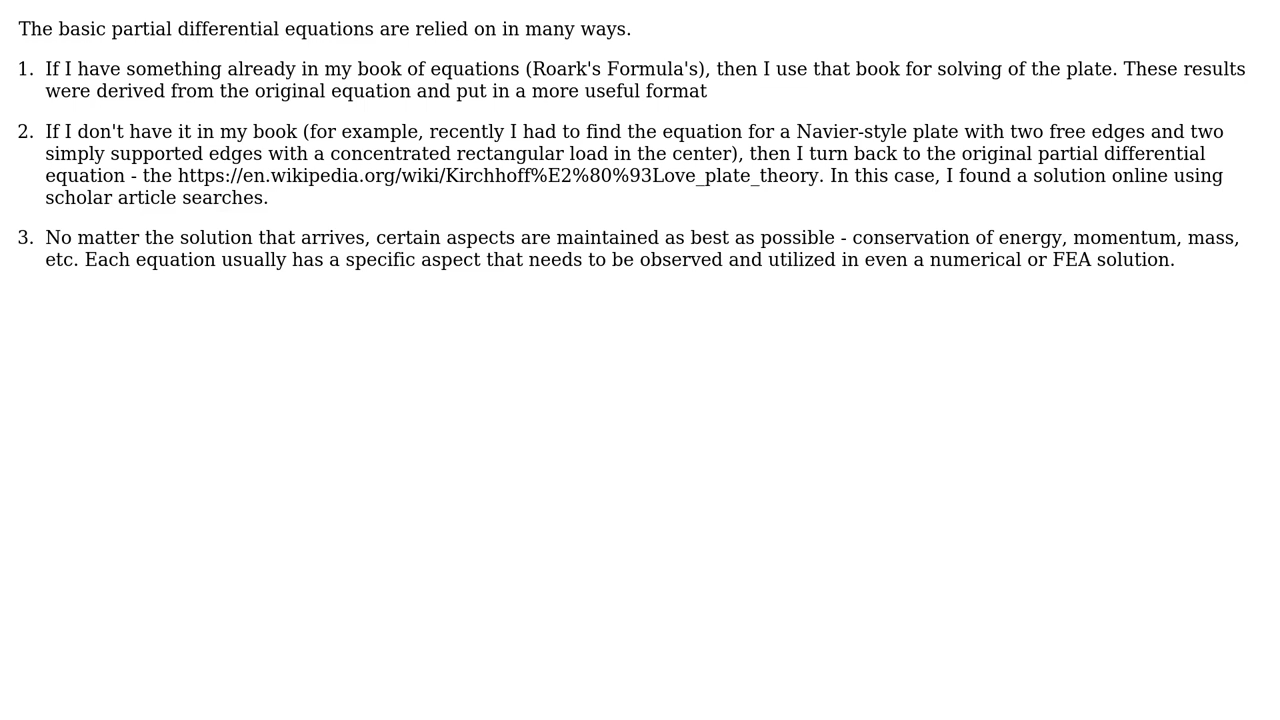 The basic partial differential equations are relied on in many ways.
1. If I have something already in my book of equations (Roark's Formula's), then I use that book for solving of the plate. These results
were derived from the original equation and put in a more useful format
2. If I don't have it in my book (for example, recently I had to find the equation for a Navier-style plate with two free edges and two
simply supported edges with a concentrated rectangular load in the center), then I turn back to the original partial differential
equation - the https://en.wikipedia.org/wiki/Kirchhoff%E2%80%93Love_plate_theory. In this case, I found a solution online using
scholar article searches.
3. No matter the solution that arrives, certain aspects are maintained as best as possible - conservation of energy, momentum, mass,
etc. Each equation usually has a specific aspect that needs to be observed and utilized in even a numerical or FEA solution.